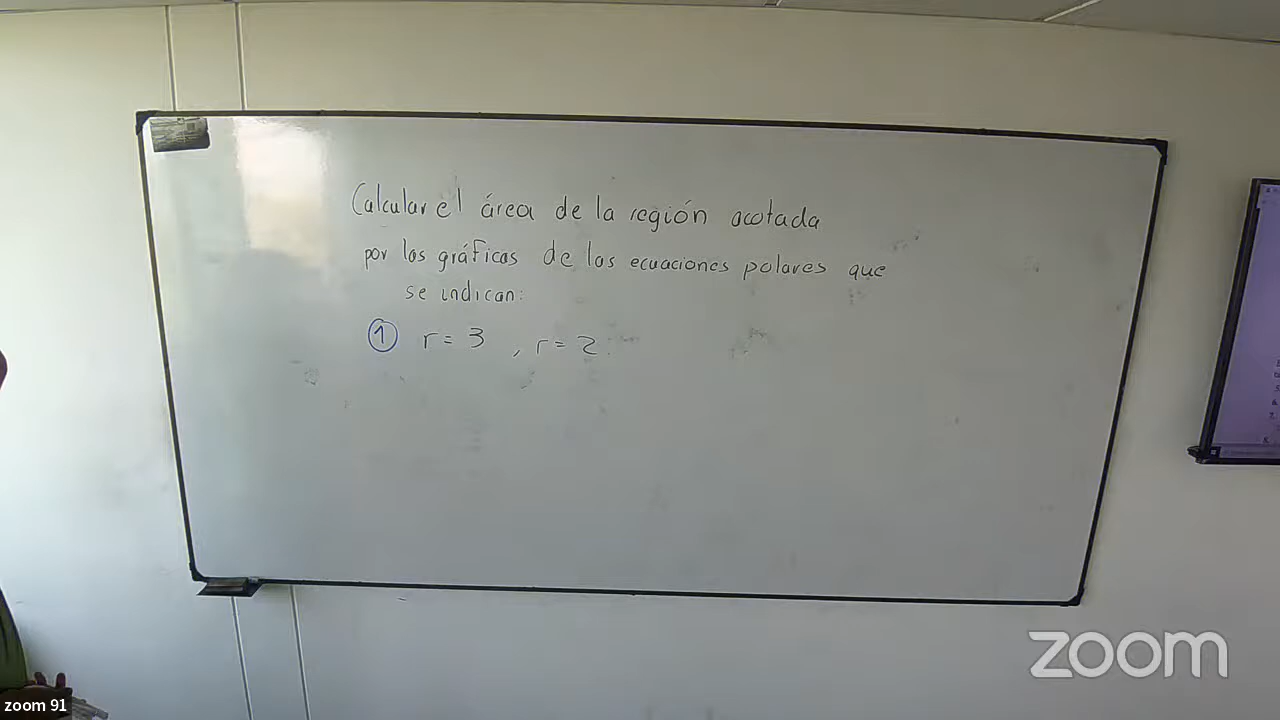 Calcular el área de la región acotada
por las gráficas de las ecuaciones polares que
se indican:
① r = 3 , r = 2.
zoom
zoom 91